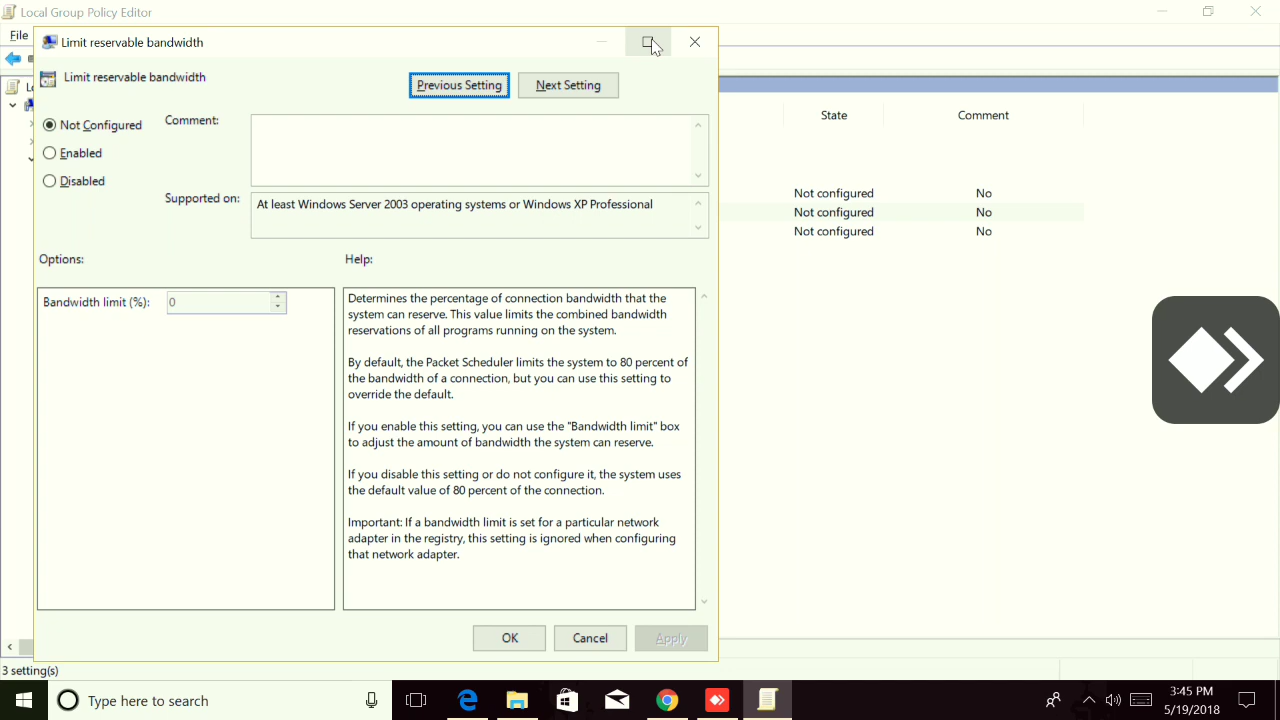 Local Group Policy Editor
File
Limit reservable bandwidth
Limit reservable bandwidth
Previous Setting
Next Setting
Not Configured
Comment:
Enabled
Disabled
Supported on:
At least Windows Server 2003 operating systems or Windows XP Professional
State
Comment
Not configured
No
Not configured
No
Not configured
No
Options:
Help:
Bandwidth limit (%):
0
Determines the percentage of connection bandwidth that the
system can reserve. This value limits the combined bandwidth
reservations of all programs running on the system.
By default, the Packet Scheduler limits the system to 80 percent of
the bandwidth of a connection, but you can use this setting to
override the default.
If you enable this setting, you can use the "Bandwidth limit" box
to adjust the amount of bandwidth the system can reserve.
If you disable this setting or do not configure it, the system uses
the default value of 80 percent of the connection.
Important: If a bandwidth limit is set for a particular network
adapter in the registry, this setting is ignored when configuring
that network adapter.
OK
Cancel
Apply
3 setting(s)
Type here to search
3:45 PM
5/19/2018